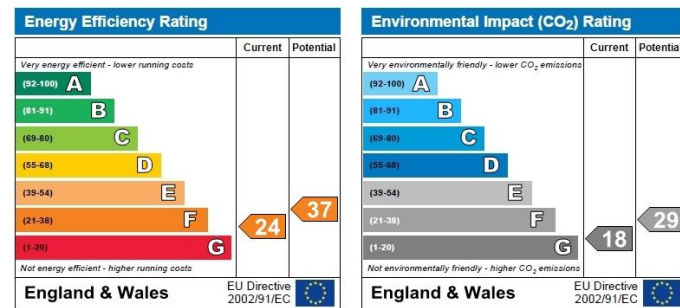 Energy Efficiency Rating
Current Potential
Very energy efficient - lower running costs
(92-100) A
(81-91) B
(69-80) C
(55-68) D
(39-54) E
(21-38) F
(1-20) G
24
37
Not energy efficient - higher running costs
England & Wales
EU Directive
2002/91/EC
Environmental Impact (CO2) Rating
Current Potential
Very environmentally friendly - lower CO2 emissions
(92-100) A
(81-91) B
(69-80) C
(55-68) D
(39-54) E
(21-38) F
(1-20) G
18
29
Not environmentally friendly - higher CO2 emissions
England & Wales
EU Directive
2002/91/EC